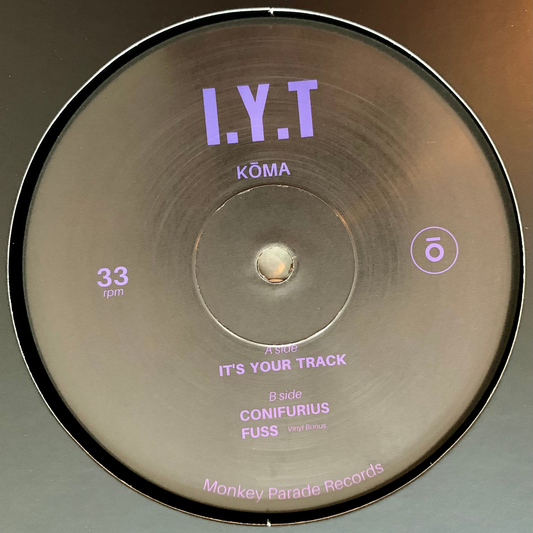 I.Y.T
KŌMA
33
rpm
ō
A side
IT'S YOUR TRACK
B side
CONIFURIUS
FUSS Vinyl Bonus
Monkey Parade Records